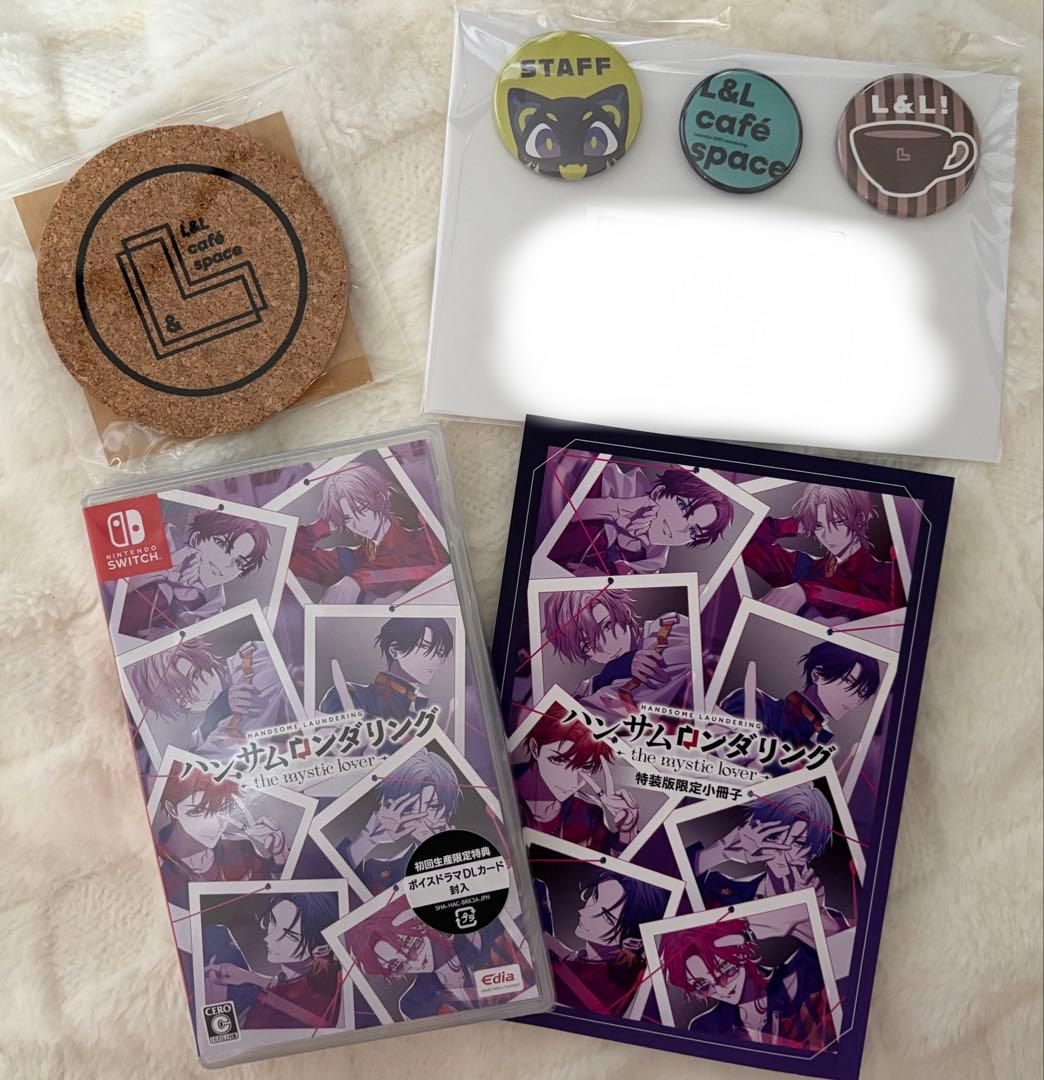 STAFF
L&L
café
space
L & L!
L
L&L
café
space
&
NINTENDO
SWITCH
HANDSOME LAUNDERING
ハンサムロンダリング
the mystic lover
初回生産限定特典
ボイスドラマDLカード
封入
Edia
CERO
C
HANDSOME LAUNDERING
ハンサムロンダリング
the mystic lover
特装版限定小冊子